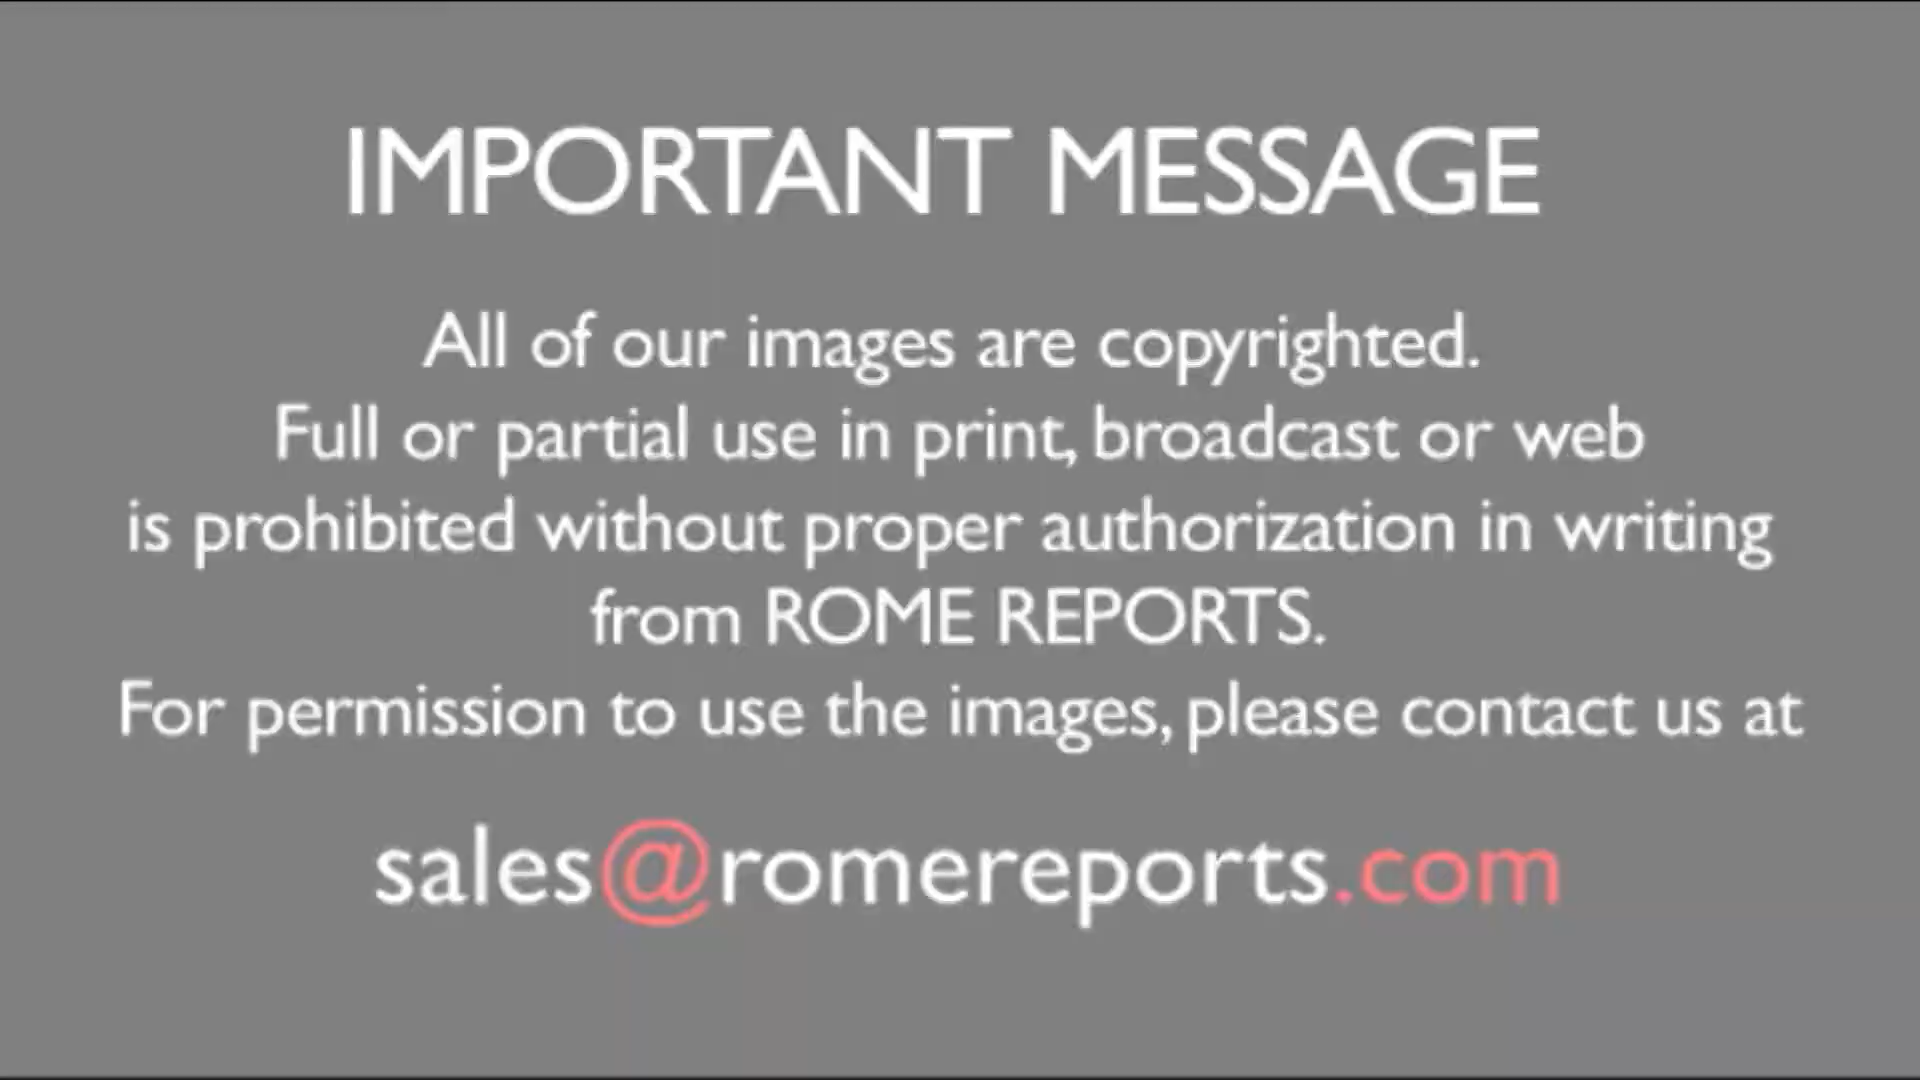 IMPORTANT MESSAGE
All of our images are copyrighted.
Full or partial use in print, broadcast or web
is prohibited without proper authorization in writing
from ROME REPORTS.
For permission to use the images, please contact us at
sales@romereports.com